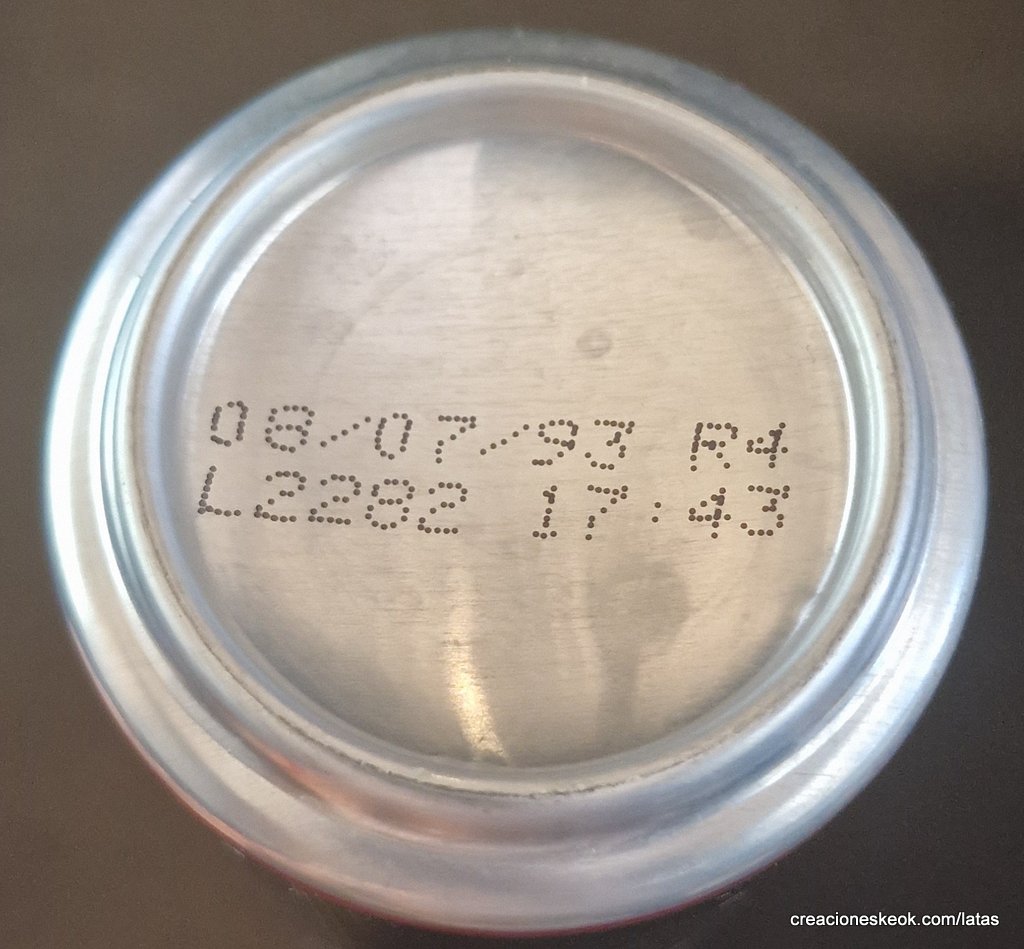 08/07/93 R4
L2282 17:43
creacioneskeok.com/latas